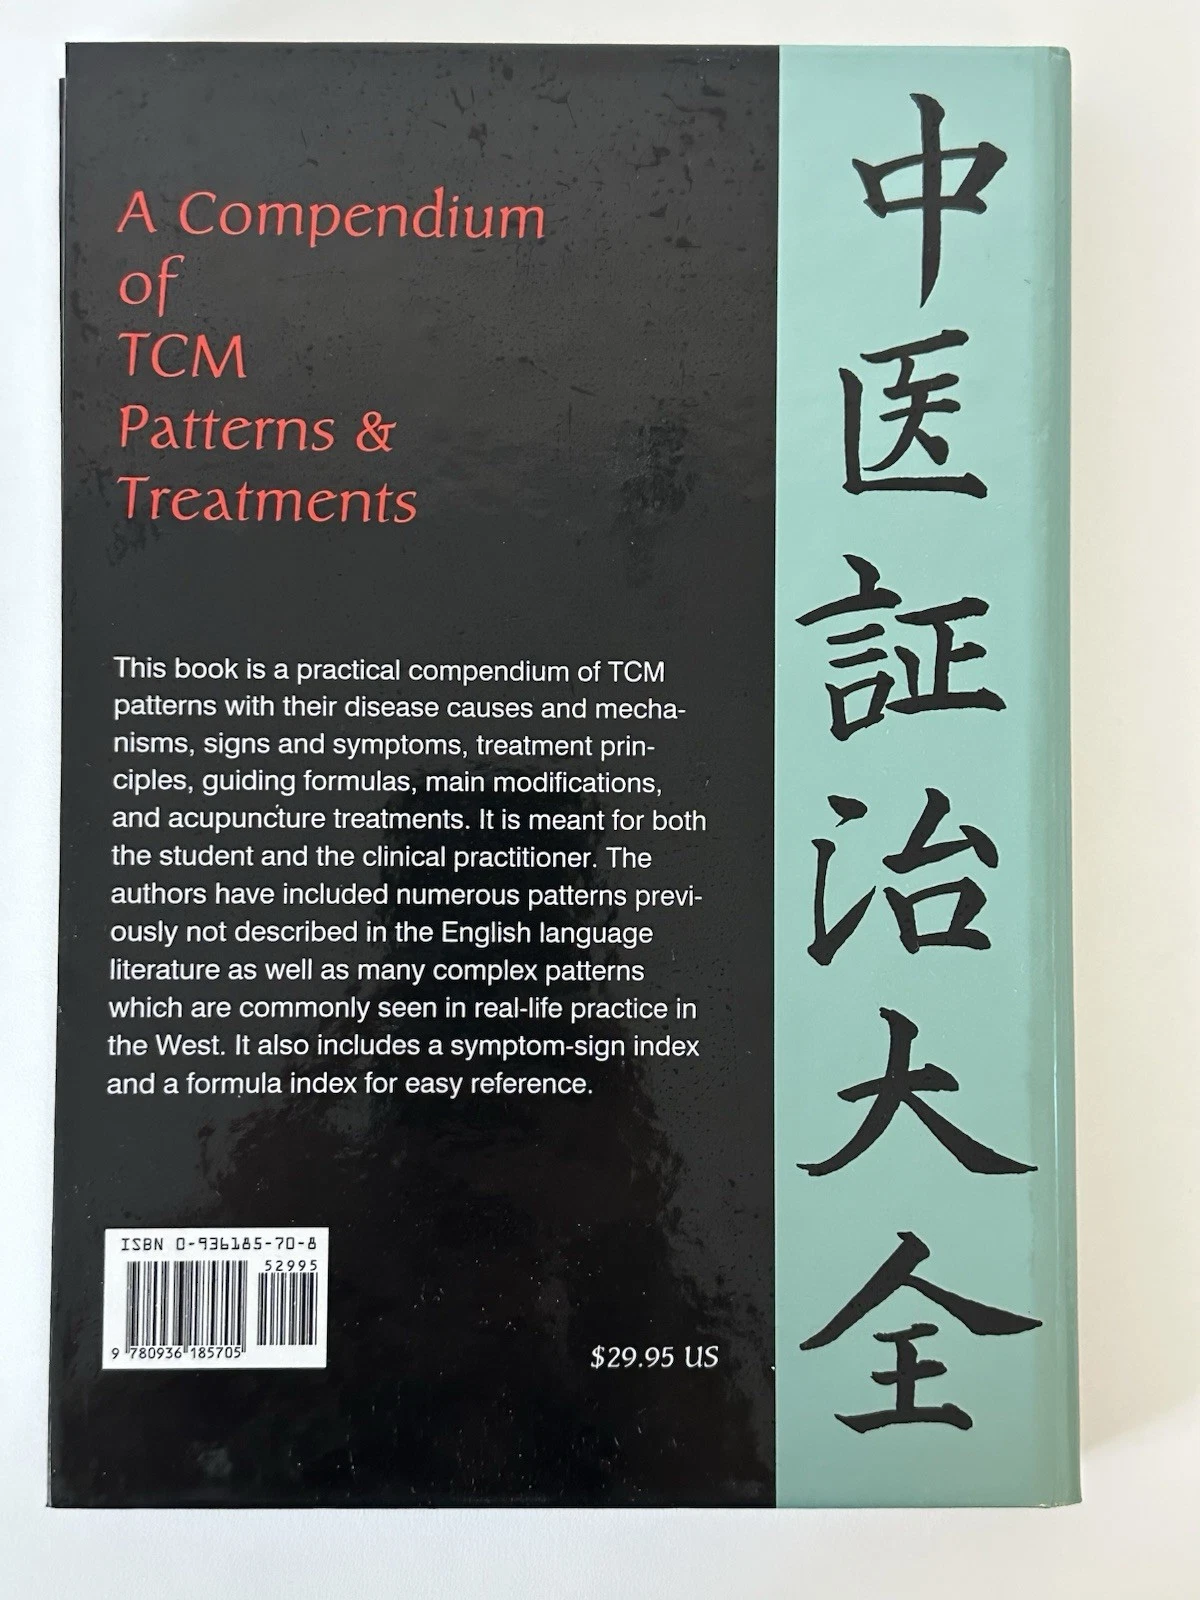 A Compendium
of
TCM
Patterns &
Treatments
This book is a practical compendium of TCM
patterns with their disease causes and mecha-
nisms, signs and symptoms, treatment prin-
ciples, guiding formulas, main modifications,
and acupuncture treatments. It is meant for both
the student and the clinical practitioner. The
authors have included numerous patterns previ-
ously not described in the English language
literature as well as many complex patterns
which are commonly seen in real-life practice in
the West. It also includes a symptom-sign index
and a formula index for easy reference.
ISBN 0-936185-70-8
52995
9 780936 185705
$29.95 US
中医証治大全